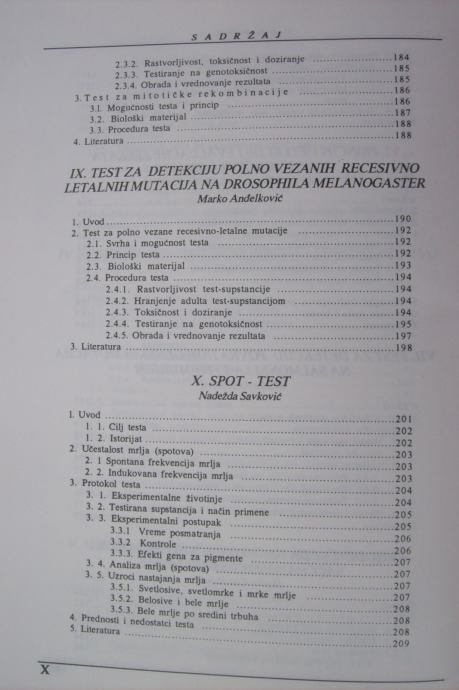 SADRŽAJ
2.3.2. Rastvorljivost, toksičnost i doziranje 184
2.3.3. Testiranje na genotoksičnost 185
2.3.4. Obrada i vrednovanje rezultata 185
3. Test za mitotičke rekombinacije 186
3.1. Mogućnosti testa i princip 186
3.2. Biološki materijal 187
3.3. Procedura testa 188
4. Literatura 188
IX. TEST ZA DETEKCIJU POLNO VEZANIH RECESIVNO
LETALNIH MUTACIJA NA DROSOPHILA MELANOGASTER
Marko Anđelković
1. Uvod 190
2. Test za polno vezane recesivno-letalne mutacije 192
2.1. Svrha i mogućnost testa 192
2.2. Princip testa 192
2.3. Biološki materijal 193
2.4. Procedura testa 194
2.4.1. Rastvorljivost test-supstancije 194
2.4.2. Hranjenje adulta test-supstancijom 194
2.4.3. Toksičnost i doziranje 194
2.4.4. Testiranje na genotoksičnost 195
2.4.5. Obrada i vrednovanje rezultata 197
3. Literatura 198
X. SPOT - TEST
Nadežda Savković
1. Uvod 201
1. 1. Cilj testa 202
1. 2. Istorijat 202
2. Učestalost mrlja (spotova) 203
2. 1 Spontana frekvencija mrlja 203
2. 2. Indukovana frekvencija mrlja 203
3. Protokol testa 204
3. 1. Eksperimentalne životinje 204
3. 2. Testirana supstancija i način primene 205
3. 3. Eksperimentalni postupak 205
3.3.1 Vreme posmatranja 206
3.3.2 Kontrole 206
3.3.3. Efekti gena za pigmente 207
3. 4. Analiza mrlja (spotova) 207
3. 5. Uzroci nastajanja mrlja 207
3.5.1. Svetlosive, svetlomrke i mrke mrlje 207
3.5.2. Belosive i bele mrlje 208
3.5.3. Bele mrlje po sredini trbuha 208
4. Prednosti i nedostatci testa 208
5. Literatura 209
X